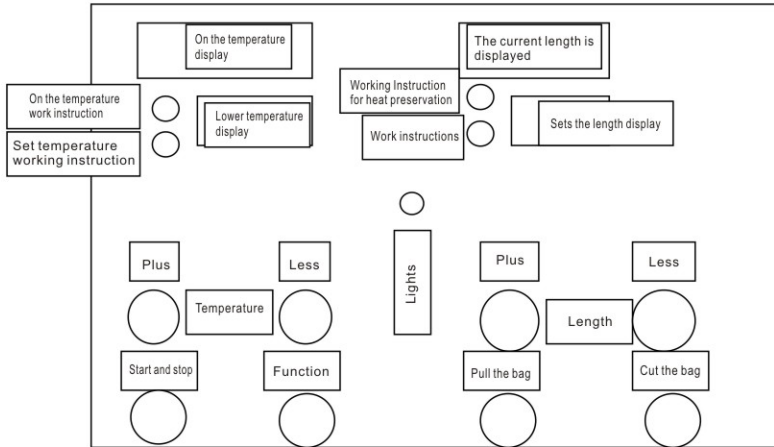 On the temperature
display
The current length is
displayed
On the temperature
work instruction
Working Instruction
for heat preservation
Lower temperature
display
Sets the length display
Set temperature
working instruction
Work instructions
Plus
Less
Lights
Plus
Less
Temperature
Length
Start and stop
Function
Pull the bag
Cut the bag